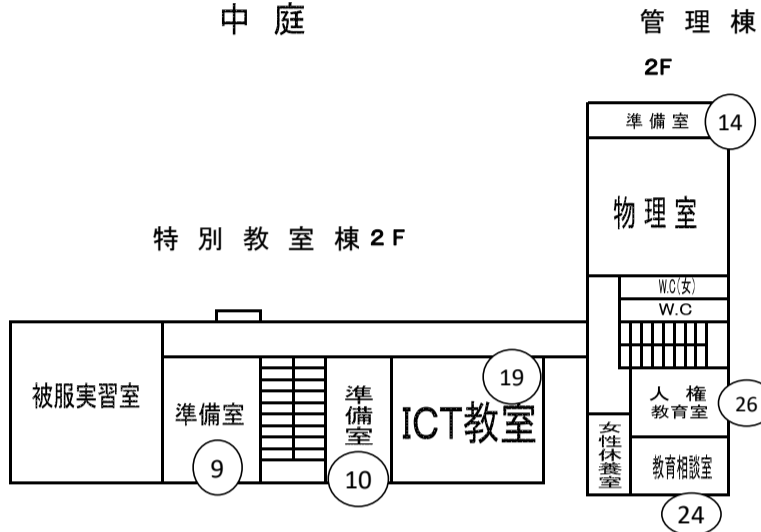 中庭
管理棟
2F
準備室
14
物理室
特別教室棟2F
W.C(女)
W.C
被服実習室
準備室
9
準備室
10
19
ICT教室
人権
教育室
26
女性休養室
教育相談室
24